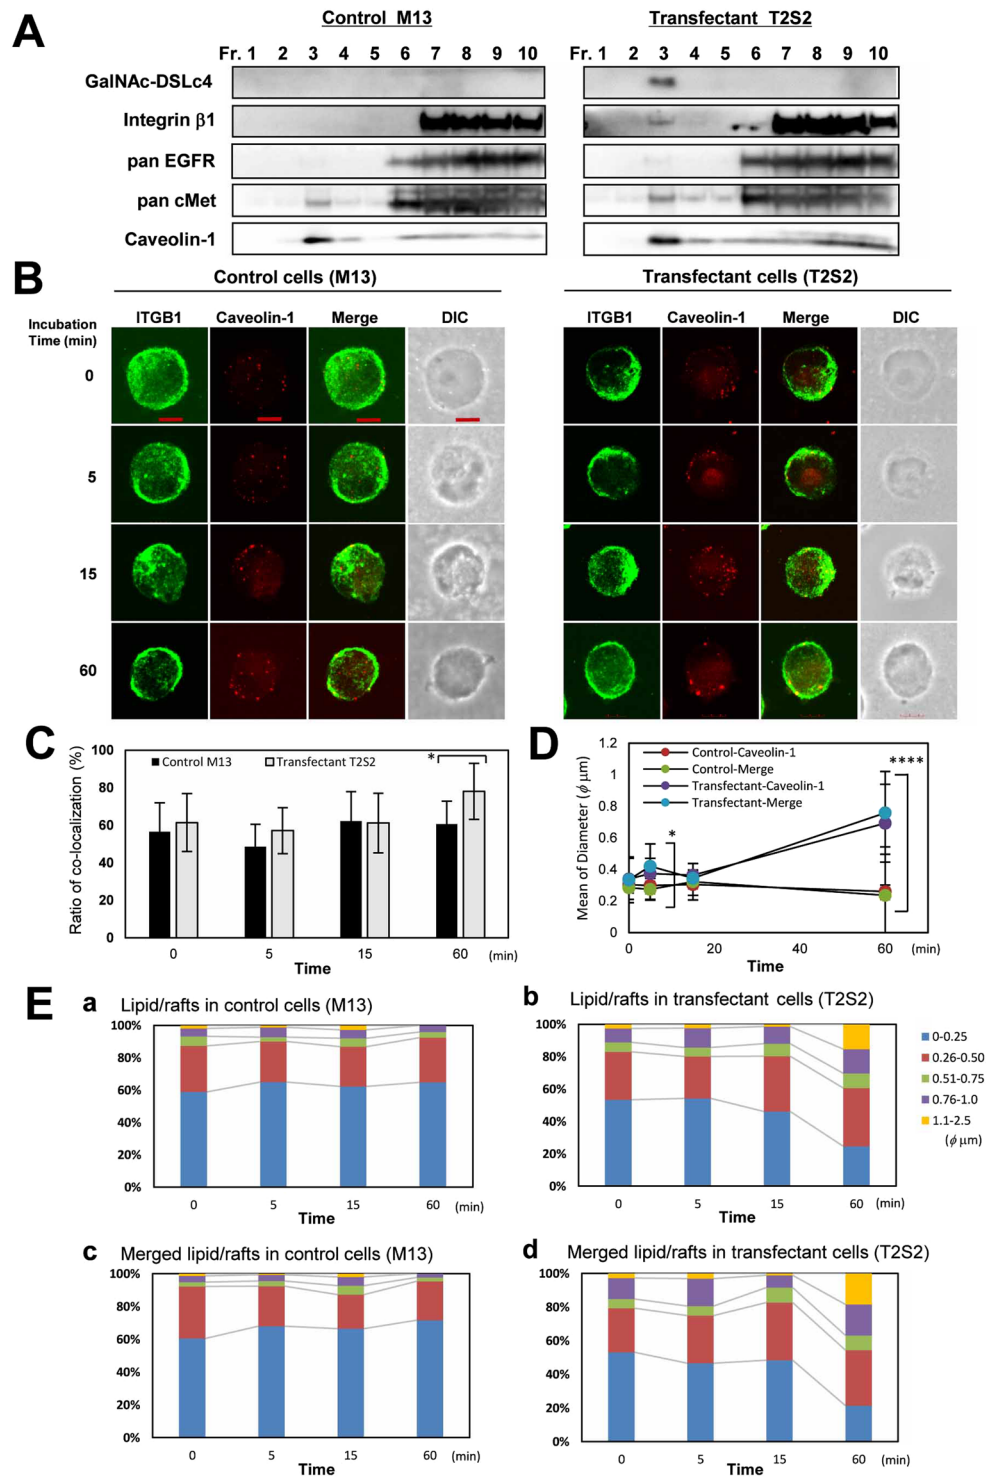 A
Control M13
Transfectant T2S2
Fr. 1 2 3 4 5 6 7 8 9 10
Fr. 1 2 3 4 5 6 7 8 9 10
GalNAc-DSLc4
Integrin β1
pan EGFR
pan cMet
Caveolin-1
B
Control cells (M13)
Transfectant cells (T2S2)
Incubation
Time (min)
ITGB1 Caveolin-1 Merge DIC
ITGB1 Caveolin-1 Merge DIC
0
5
15
60
C
Ratio of co-localization (%)
100
80
60
40
20
0
Control M13
Transfectant T2S2
*
0 5 15 60 (min)
Time
D
Mean of Diameter (ϕ μm)
1.2
1
0.8
0.6
0.4
0.2
0
Control-Caveolin-1
Control-Merge
Transfectant-Caveolin-1
Transfectant-Merge
*
****
0 20 40 60 (min)
Time
E
a
Lipid/rafts in control cells (M13)
100%
80%
60%
40%
20%
0%
0 5 15 60 (min)
Time
b
Lipid/rafts in transfectant cells (T2S2)
100%
80%
60%
40%
20%
0%
0 5 15 60 (min)
Time
0-0.25
0.26-0.50
0.51-0.75
0.76-1.0
1.1-2.5
(ϕ μm)
c
Merged lipid/rafts in control cells (M13)
100%
80%
60%
40%
20%
0%
0 5 15 60 (min)
Time
d
Merged lipid/rafts in transfectant cells (T2S2)
100%
80%
60%
40%
20%
0%
0 5 15 60 (min)
Time